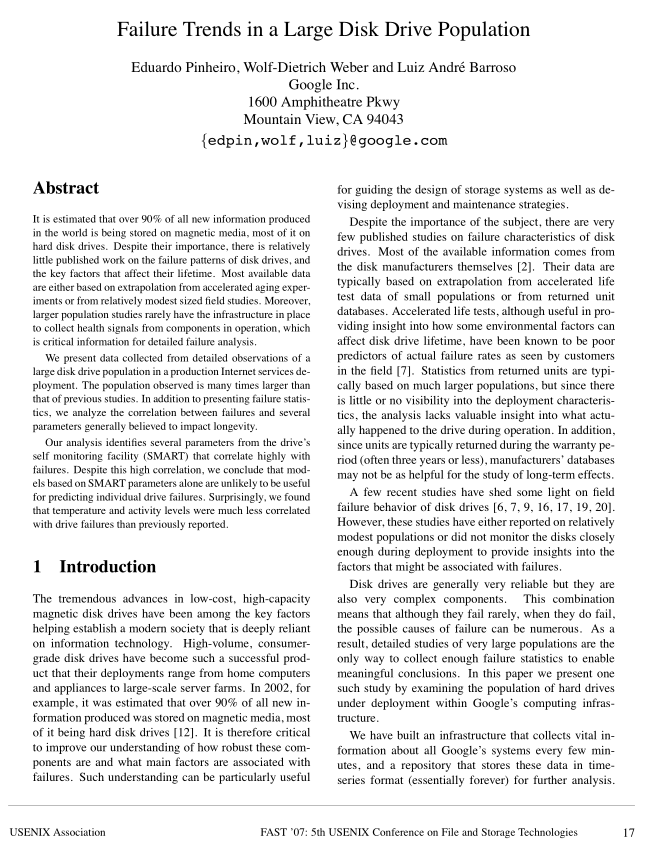 Failure Trends in a Large Disk Drive Population
Eduardo Pinheiro, Wolf-Dietrich Weber and Luiz André Barroso
Google Inc.
1600 Amphitheatre Pkwy
Mountain View, CA 94043
{edpin,wolf,luiz}@google.com
Abstract
It is estimated that over 90% of all new information produced
in the world is being stored on magnetic media, most of it on
hard disk drives. Despite their importance, there is relatively
little published work on the failure patterns of disk drives, and
the key factors that affect their lifetime. Most available data
are either based on extrapolation from accelerated aging exper-
iments or from relatively modest sized field studies. Moreover,
larger population studies rarely have the infrastructure in place
to collect health signals from components in operation, which
is critical information for detailed failure analysis.
We present data collected from detailed observations of a
large disk drive population in a production Internet services de-
ployment. The population observed is many times larger than
that of previous studies. In addition to presenting failure statis-
tics, we analyze the correlation between failures and several
parameters generally believed to impact longevity.
Our analysis identifies several parameters from the drive's
self monitoring facility (SMART) that correlate highly with
failures. Despite this high correlation, we conclude that mod-
els based on SMART parameters alone are unlikely to be useful
for predicting individual drive failures. Surprisingly, we found
that temperature and activity levels were much less correlated
with drive failures than previously reported.
1 Introduction
The tremendous advances in low-cost, high-capacity
magnetic disk drives have been among the key factors
helping establish a modern society that is deeply reliant
on information technology. High-volume, consumer-
grade disk drives have become such a successful prod-
uct that their deployments range from home computers
and appliances to large-scale server farms. In 2002, for
example, it was estimated that over 90% of all new in-
formation produced was stored on magnetic media, most
of it being hard disk drives [12]. It is therefore critical
to improve our understanding of how robust these com-
ponents are and what main factors are associated with
failures. Such understanding can be particularly useful
for guiding the design of storage systems as well as de-
vising deployment and maintenance strategies.
Despite the importance of the subject, there are very
few published studies on failure characteristics of disk
drives. Most of the available information comes from
the disk manufacturers themselves [2]. Their data are
typically based on extrapolation from accelerated life
test data of small populations or from returned unit
databases. Accelerated life tests, although useful in pro-
viding insight into how some environmental factors can
affect disk drive lifetime, have been known to be poor
predictors of actual failure rates as seen by customers
in the field [7]. Statistics from returned units are typi-
cally based on much larger populations, but since there
is little or no visibility into the deployment characteris-
tics, the analysis lacks valuable insight into what actu-
ally happened to the drive during operation. In addition,
since units are typically returned during the warranty pe-
riod (often three years or less), manufacturers' databases
may not be as helpful for the study of long-term effects.
A few recent studies have shed some light on field
failure behavior of disk drives [6, 7, 9, 16, 17, 19, 20].
However, these studies have either reported on relatively
modest populations or did not monitor the disks closely
enough during deployment to provide insights into the
factors that might be associated with failures.
Disk drives are generally very reliable but they are
also very complex components. This combination
means that although they fail rarely, when they do fail,
the possible causes of failure can be numerous. As a
result, detailed studies of very large populations are the
only way to collect enough failure statistics to enable
meaningful conclusions. In this paper we present one
such study by examining the population of hard drives
under deployment within Google's computing infras-
tructure.
We have built an infrastructure that collects vital in-
formation about all Google's systems every few min-
utes, and a repository that stores these data in time-
series format (essentially forever) for further analysis.
USENIX Association
FAST '07: 5th USENIX Conference on File and Storage Technologies
17